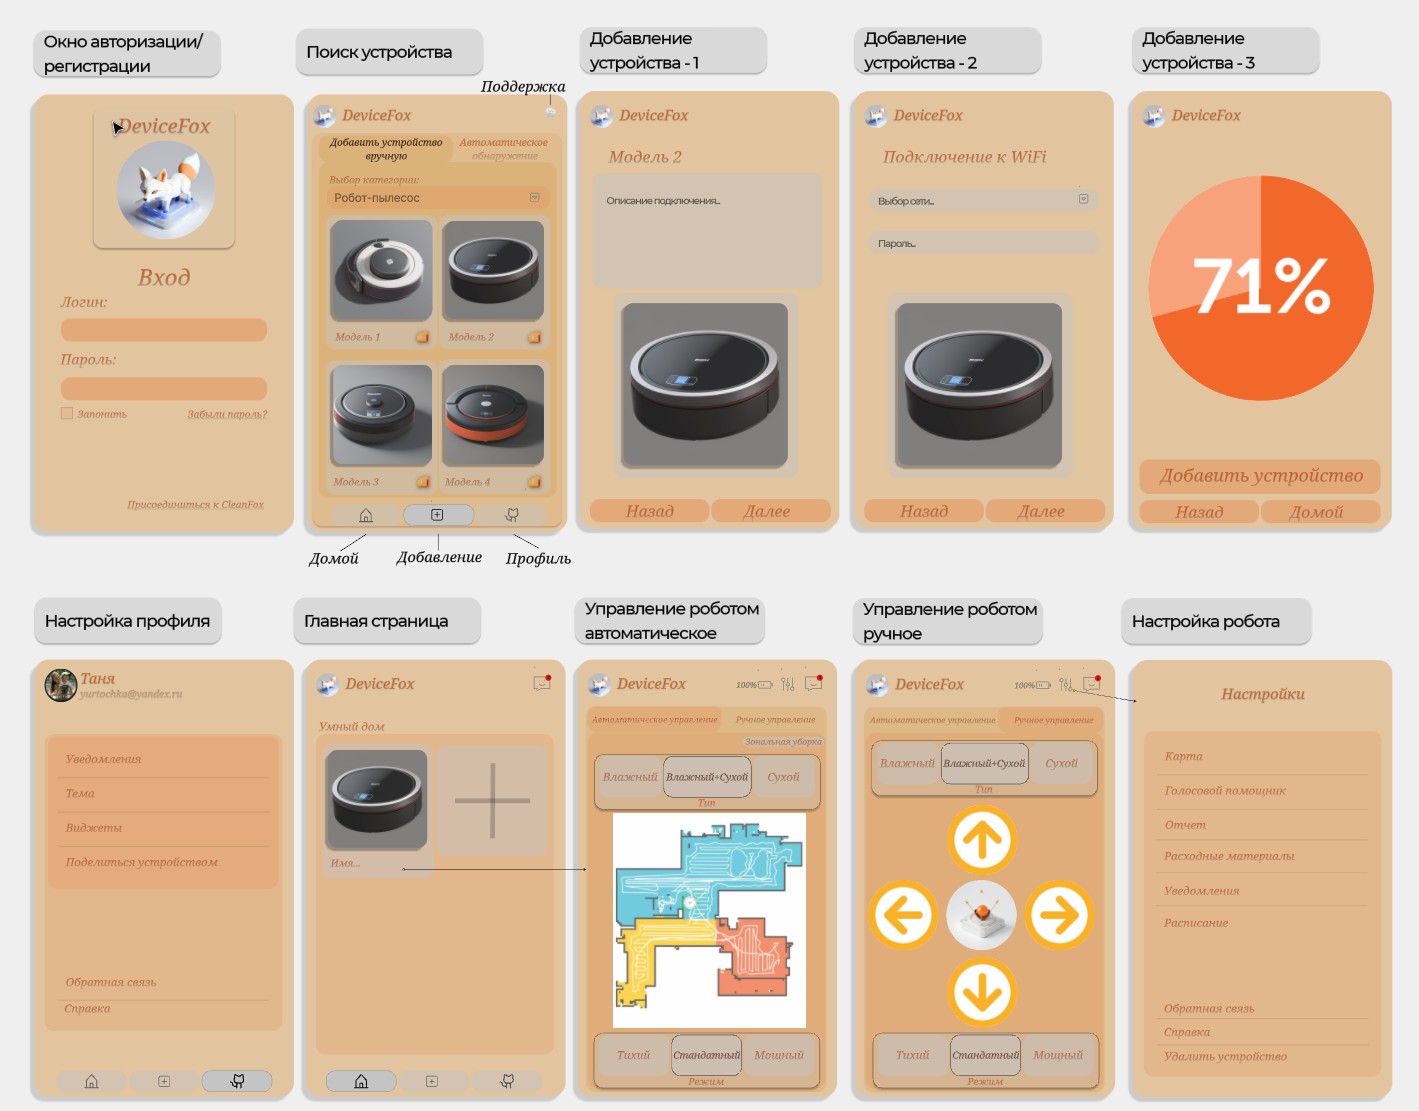 Окно авторизации/
регистрации
Поиск устройства
Добавление
устройства - 1
Добавление
устройства - 2
Добавление
устройства - 3
DeviceFox
Вход
Логин:
Пароль:
Запонить
Забыли пароль?
Присоединиться к CleanFox
Поддержка
DeviceFox
Добавить устройство
вручную
Автоматическое
обнаружение
Выбор категории:
Робот-пылесос
Модель 1
Модель 2
Модель 3
Модель 4
Домой
Добавление
Профиль
DeviceFox
Модель 2
Описание подключения...
Назад
Далее
DeviceFox
Подключение к WiFi
Выбор сети...
Пароль...
Назад
Далее
DeviceFox
71%
Добавить устройство
Назад
Домой
Настройка профиля
Главная страница
Управление роботом
автоматическое
Управление роботом
ручное
Настройка робота
Таня
yurtochka@yandex.ru
Уведомления
Тема
Виджеты
Поделиться устройством
Обратная связь
Справка
DeviceFox
Умный дом
Имя...
DeviceFox
100%
Автоматическое управление
Ручное управление
Зональная уборка
Влажный
Влажный+Сухой
Сухой
Тип
Тихий
Стандатный
Мощный
Режим
DeviceFox
100%
Автоматическое управление
Ручное управление
Влажный
Влажный+Сухой
Сухой
Тип
Тихий
Стандатный
Мощный
Режим
Настройки
Карта
Голосовой помощник
Отчет
Расходные материалы
Уведомления
Расписание
Обратная связь
Справка
Удалить устройство